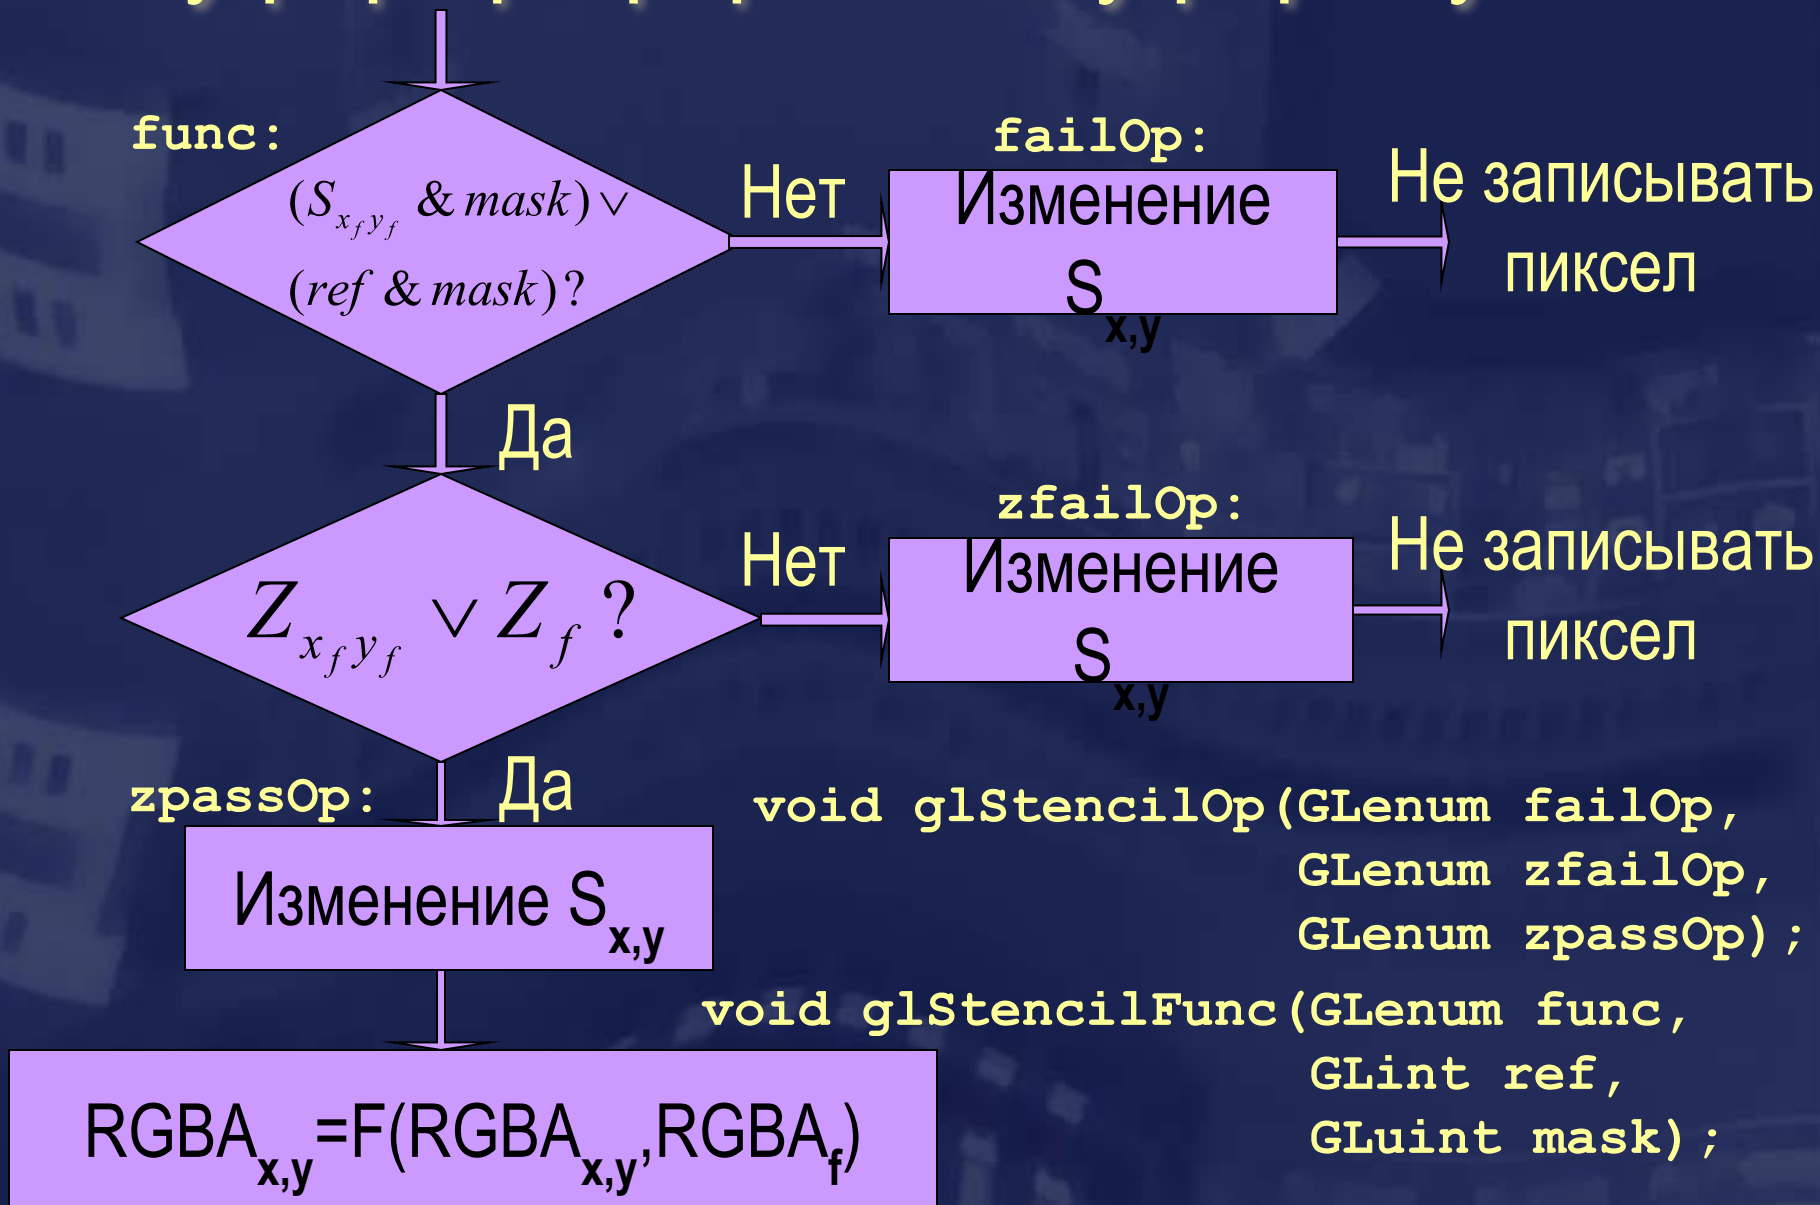 func:
(S_{x_f y_f} & mask) ∨
(ref & mask)?
Нет
failOp:
Изменение
S_{x,y}
Не записывать
пиксел
Да
Z_{x_f y_f} ∨ Z_f ?
Нет
zfailOp:
Изменение
S_{x,y}
Не записывать
пиксел
zpassOp:
Да
Изменение S_{x,y}
RGBA_{x,y}=F(RGBA_{x,y},RGBA_f)
void glStencilOp(GLenum failOp,
GLenum zfailOp,
GLenum zpassOp);
void glStencilFunc(GLenum func,
GLint ref,
GLuint mask);